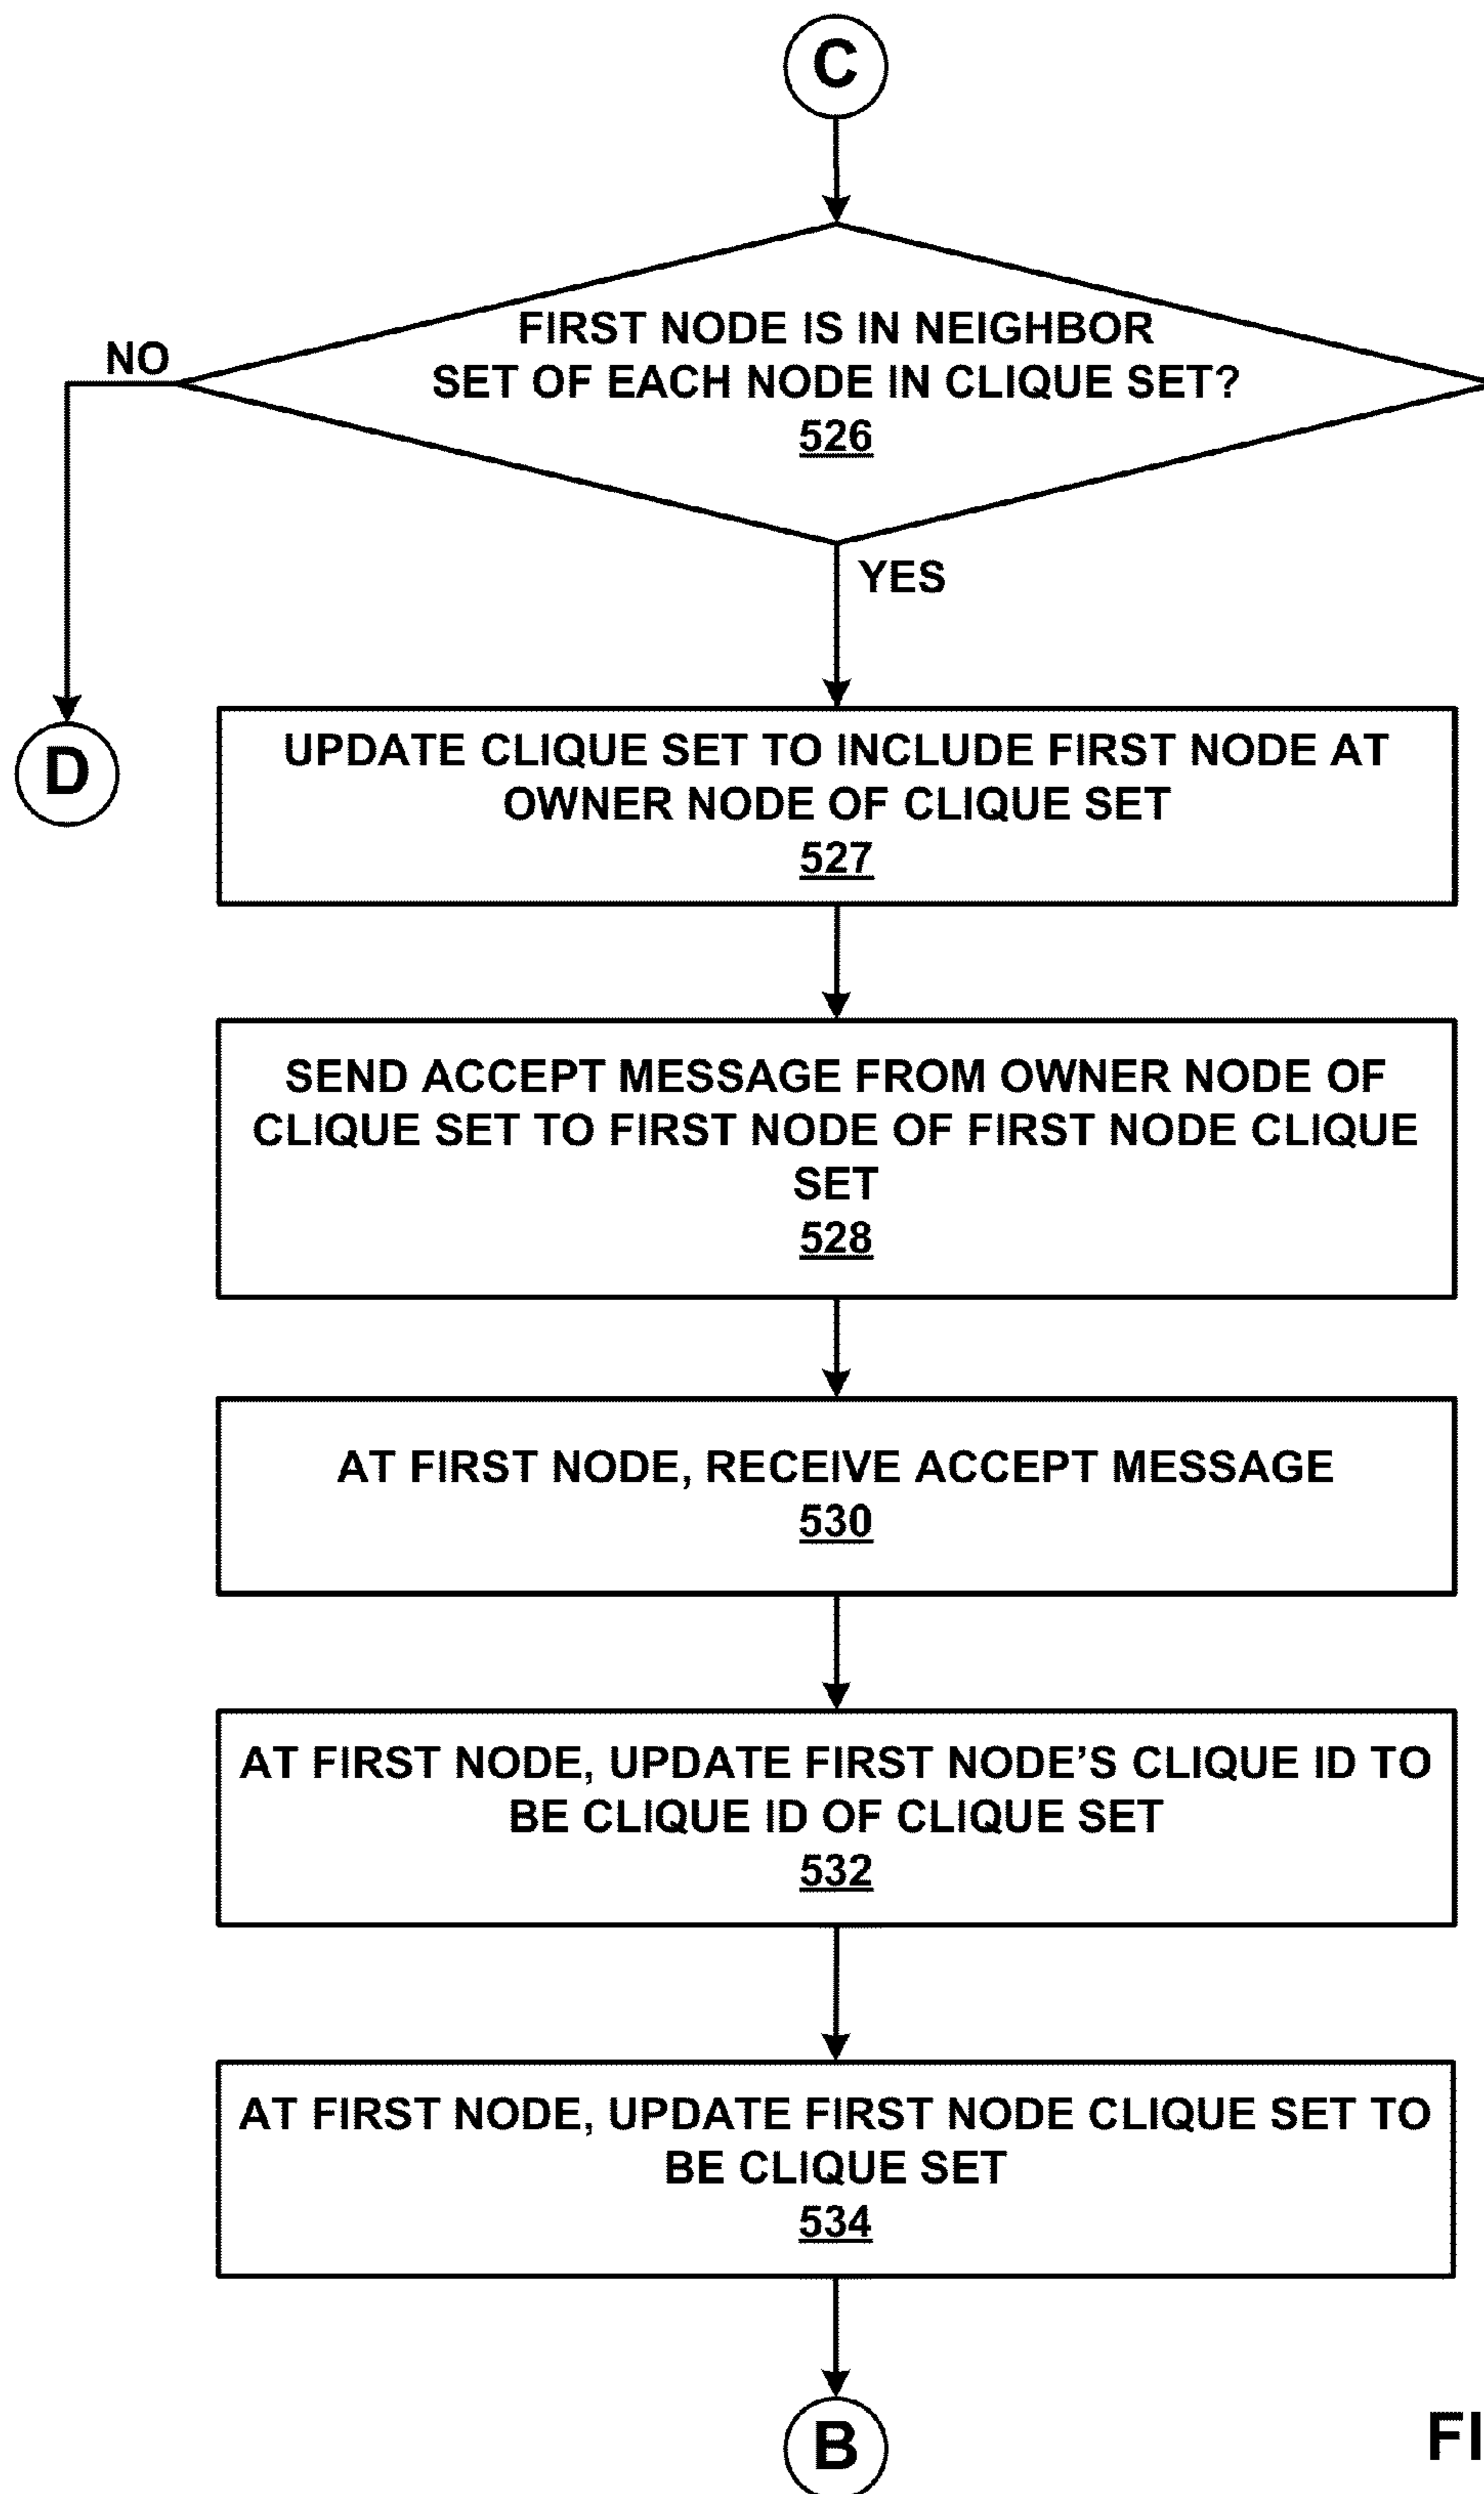 C
FIRST NODE IS IN NEIGHBOR
SET OF EACH NODE IN CLIQUE SET?
526
NO
YES
D
UPDATE CLIQUE SET TO INCLUDE FIRST NODE AT
OWNER NODE OF CLIQUE SET
527
SEND ACCEPT MESSAGE FROM OWNER NODE OF
CLIQUE SET TO FIRST NODE OF FIRST NODE CLIQUE
SET
528
AT FIRST NODE, RECEIVE ACCEPT MESSAGE
530
AT FIRST NODE, UPDATE FIRST NODE’S CLIQUE ID TO
BE CLIQUE ID OF CLIQUE SET
532
AT FIRST NODE, UPDATE FIRST NODE CLIQUE SET TO
BE CLIQUE SET
534
B
FI